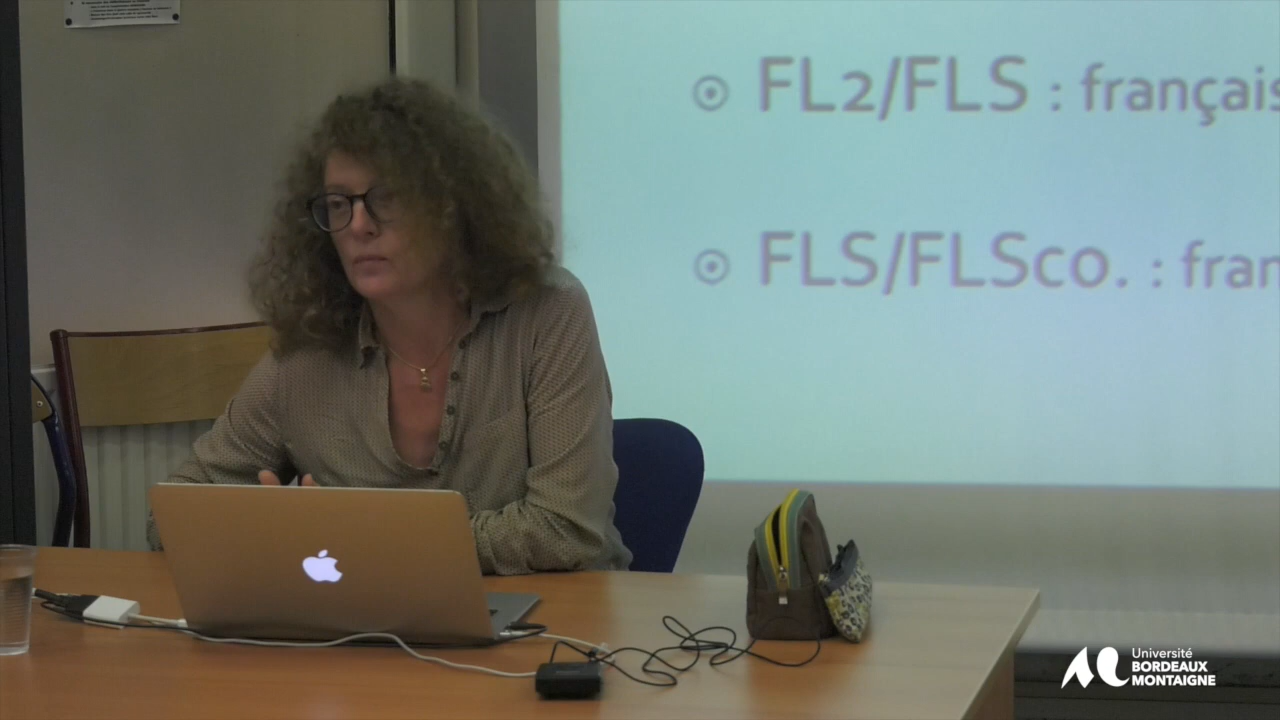 FL2/FLS : français
FLS/FLSco. : fran
Université
BORDEAUX
MONTAIGNE